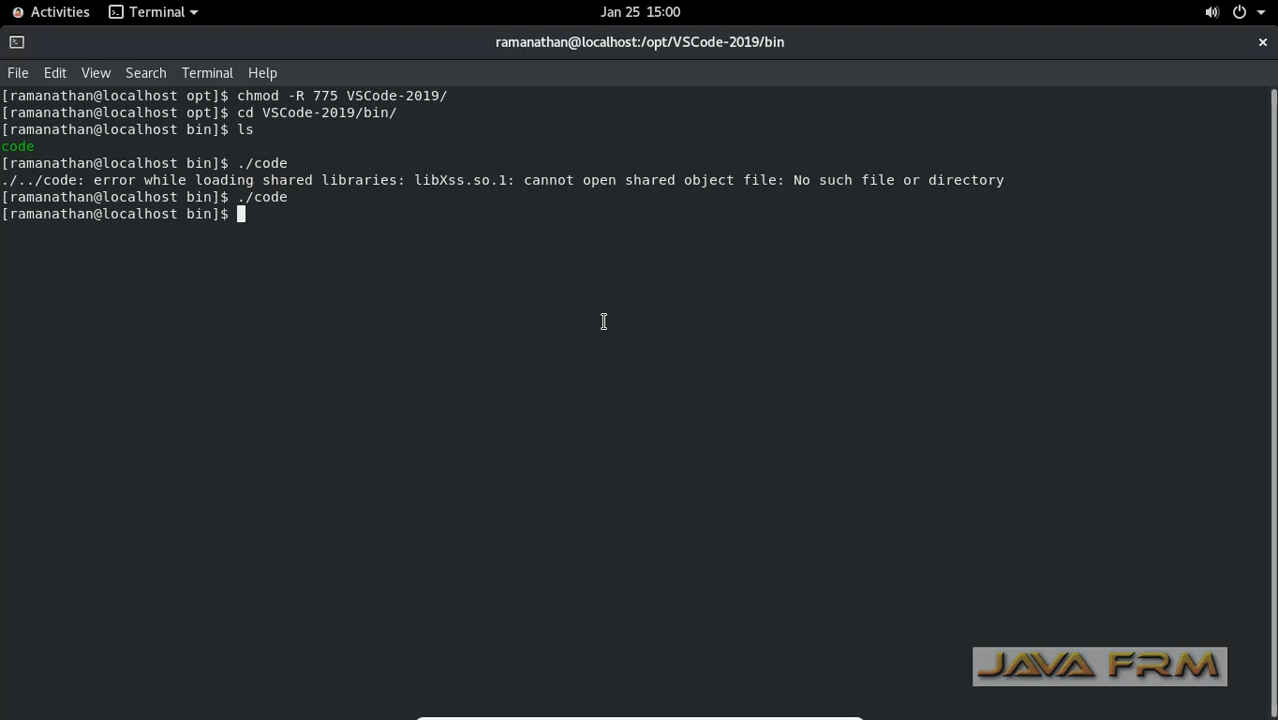 Activities
Terminal
Jan 25 15:00
ramanathan@localhost:/opt/VSCode-2019/bin
File Edit View Search Terminal Help
[ramanathan@localhost opt]$ chmod -R 775 VSCode-2019/
[ramanathan@localhost opt]$ cd VSCode-2019/bin/
[ramanathan@localhost bin]$ ls
code
[ramanathan@localhost bin]$ ./code
./../code: error while loading shared libraries: libXss.so.1: cannot open shared object file: No such file or directory
[ramanathan@localhost bin]$ ./code
[ramanathan@localhost bin]$
JAVA FRM